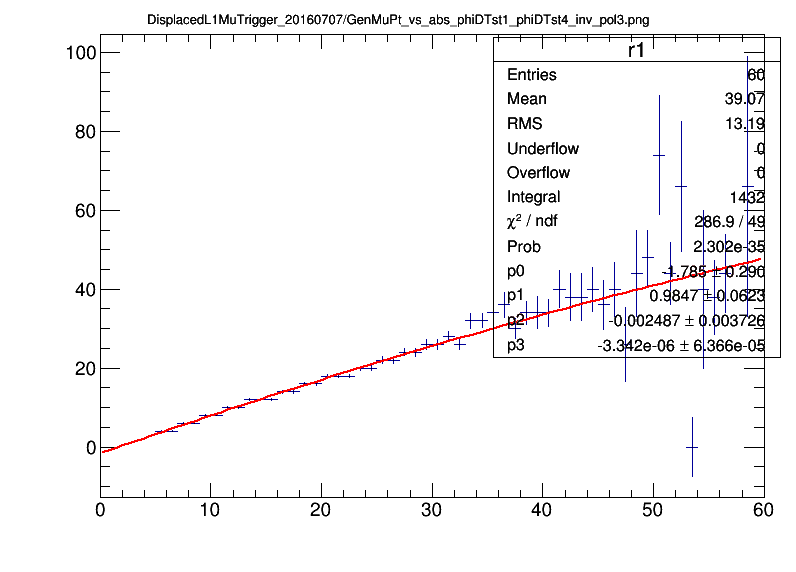 DisplacedL1MuTrigger_20160707/GenMuPt_vs_abs_phiDTst1_phiDTst4_inv_pol3.png
r1
Entries 60
Mean 39.07
RMS 13.19
Underflow 0
Overflow 0
Integral 1432
χ² / ndf 286.9 / 49
Prob 2.302e-35
p0 -1.785 ± 0.290
p1 0.9847 ± 0.0623
p2 -0.002487 ± 0.003726
p3 -3.342e-06 ± 6.366e-05
100
80
60
40
20
0
0 10 20 30 40 50 60